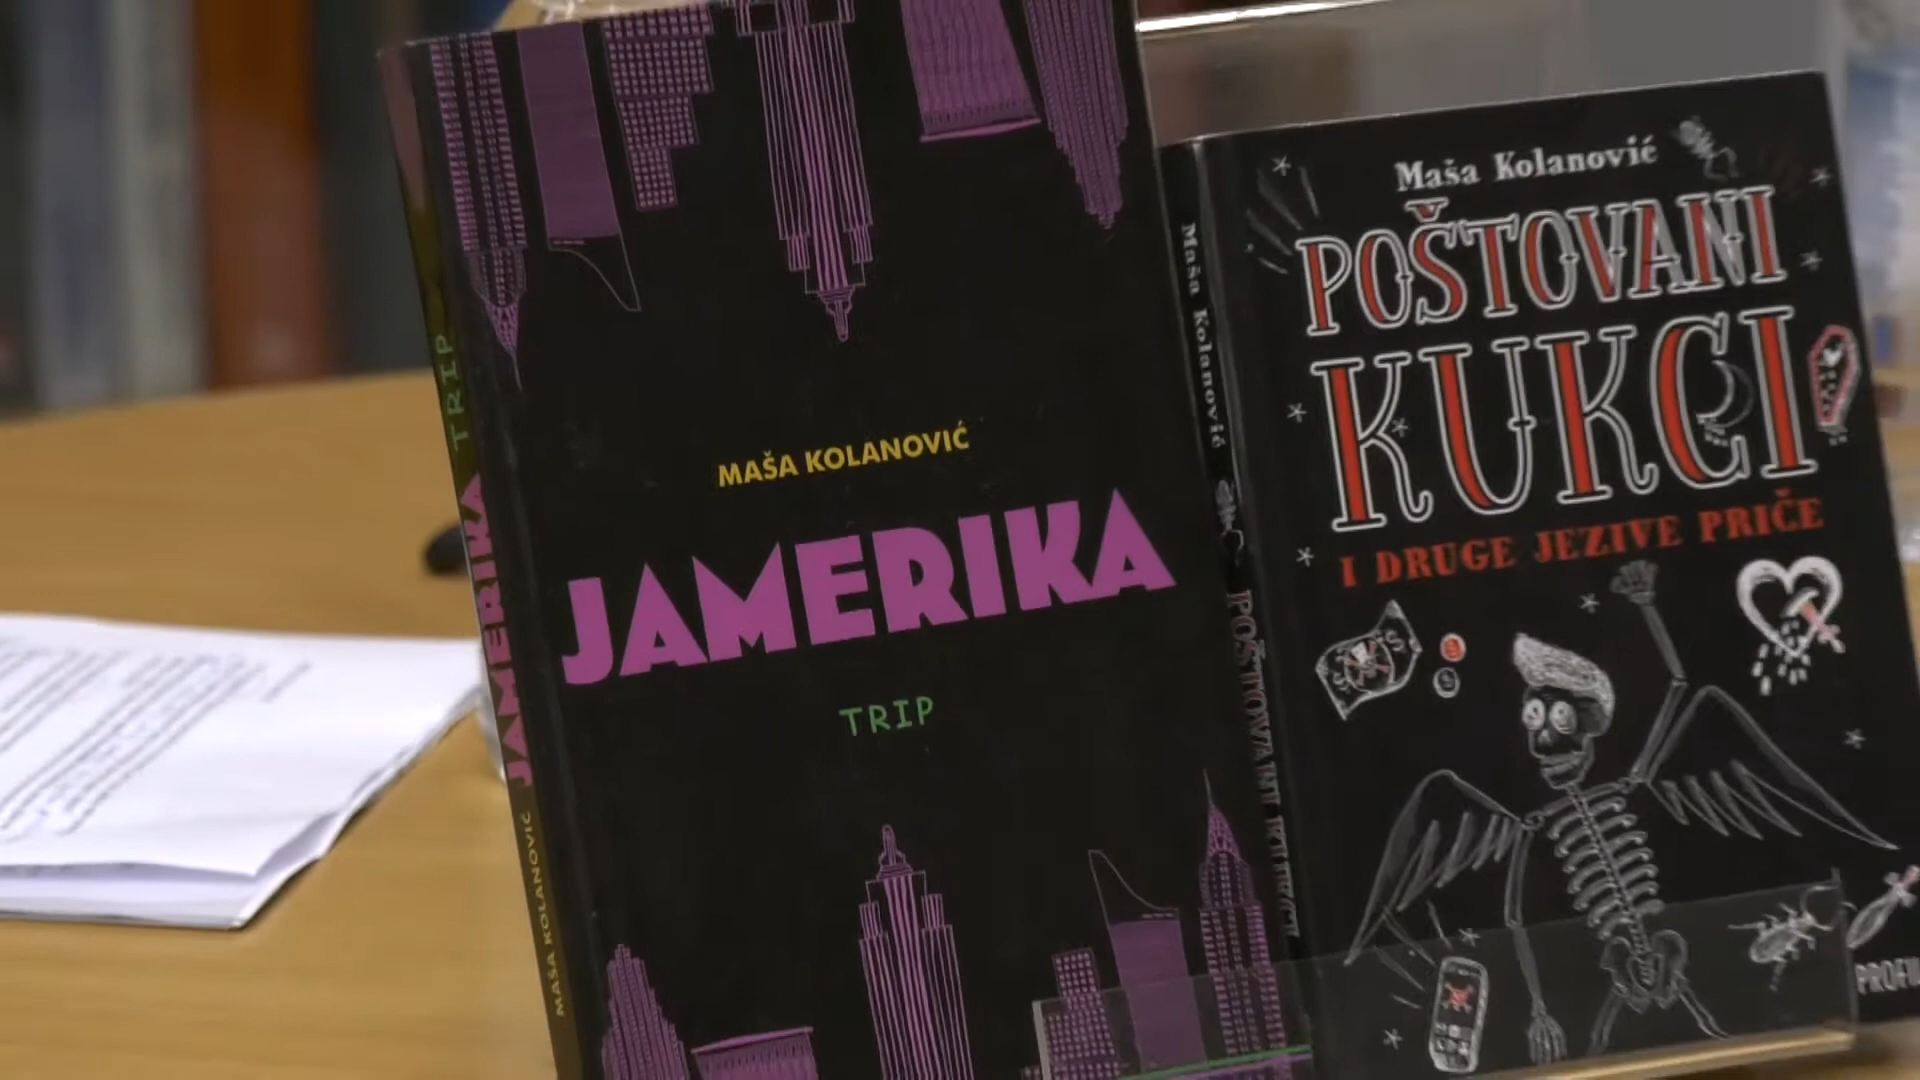 MAŠA KOLANOVIĆ
JAMERIKA
TRIP
TRIP
JAMERIKA
MAŠA KOLANOVIĆ
Maša Kolanović
POŠTOVANI
KUKCI
I DRUGE JEZIVE PRIČE
Maša Kolanović
POŠTOVANI KUKCI